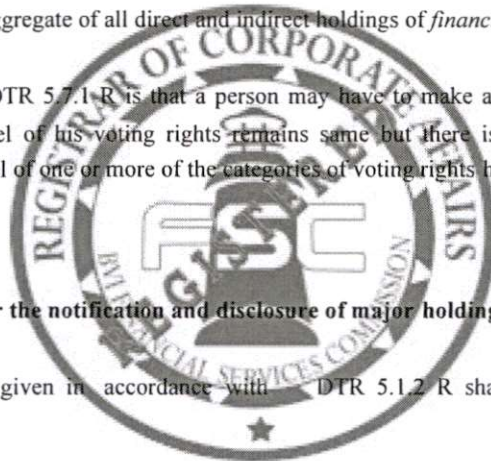 ggregate of all direct and indirect holdings of financ
DTR 5.7.1 R is that a person may have to make a
el of his voting rights remains same but there is
l of one or more of the categories of voting rights h
r the notification and disclosure of major holding
given in accordance with DTR 5.1.2 R sha
REGISTRAR OF CORPORATE AFFAIRS
BVI FINANCIAL SERVICES COMMISSION
FSC
REGISTERED